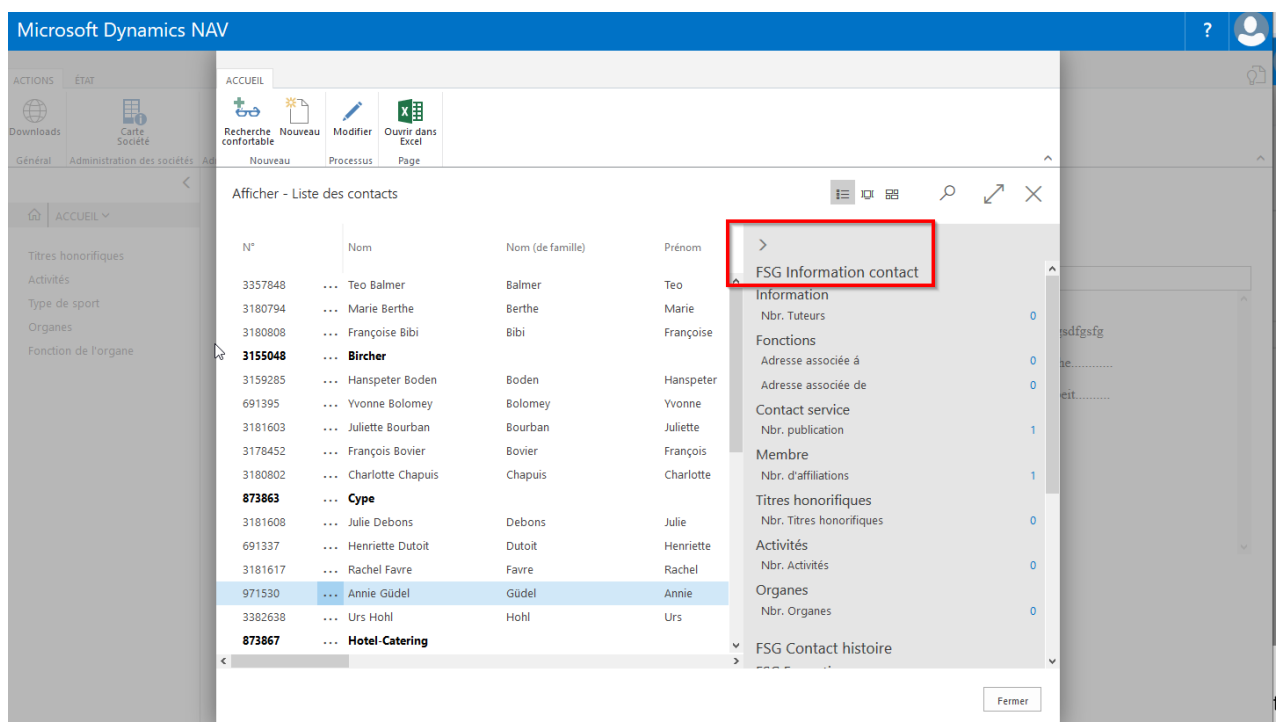 Microsoft Dynamics NAV ?
ACTIONS ÉTAT
Downloads Carte Société
Général Administration des sociétés
ACCUEIL
Titres honorifiques
Activités
Type de sport
Organes
Fonction de l'organe
ACCUEIL
Recherche confortable Nouveau Modifier Ouvrir dans Excel
Nouveau Processus Page
Afficher - Liste des contacts
N° Nom Nom (de famille) Prénom
3357848 ... Teo Balmer Balmer Teo
3180794 ... Marie Berthe Berthe Marie
3180808 ... Françoise Bibi Bibi Françoise
3155048 ... Bircher
3159285 ... Hanspeter Boden Boden Hanspeter
691395 ... Yvonne Bolomey Bolomey Yvonne
3181603 ... Juliette Bourban Bourban Juliette
3178452 ... François Bovier Bovier François
3180802 ... Charlotte Chapuis Chapuis Charlotte
873863 ... Cype
3181608 ... Julie Debons Debons Julie
691337 ... Henriette Dutoit Dutoit Henriette
3181617 ... Rachel Favre Favre Rachel
971530 ... Annie Güdel Güdel Annie
3382638 ... Urs Hohl Hohl Urs
873867 ... Hotel-Catering
FSG Information contact
Information
Nbr. Tuteurs 0
Fonctions
Adresse associée á 0
Adresse associée de 0
Contact service
Nbr. publication 1
Membre
Nbr. d'affiliations 1
Titres honorifiques
Nbr. Titres honorifiques 0
Activités
Nbr. Activités 0
Organes
Nbr. Organes 0
FSG Contact histoire
Fermer